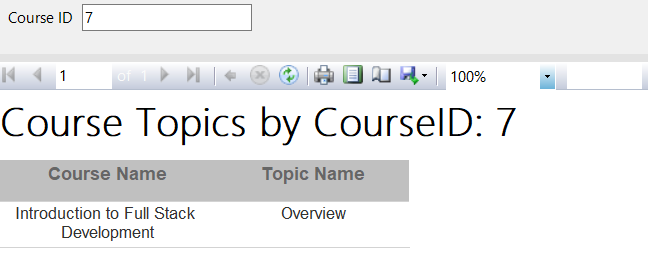 Course ID 7
1 of 1 100%
Course Topics by CourseID: 7
Course Name Topic Name
Introduction to Full Stack Overview
Development